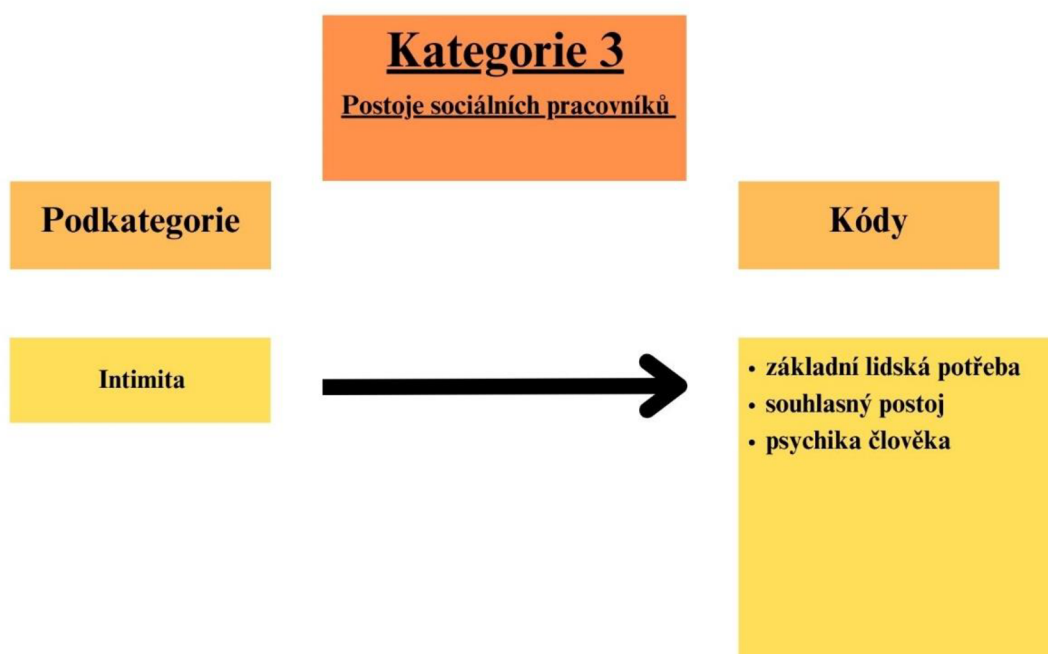 Kategorie 3
Postoje sociálních pracovníků
Podkategorie
Kódy
Intimita
• základní lidská potřeba
• souhlasný postoj
• psychika člověka